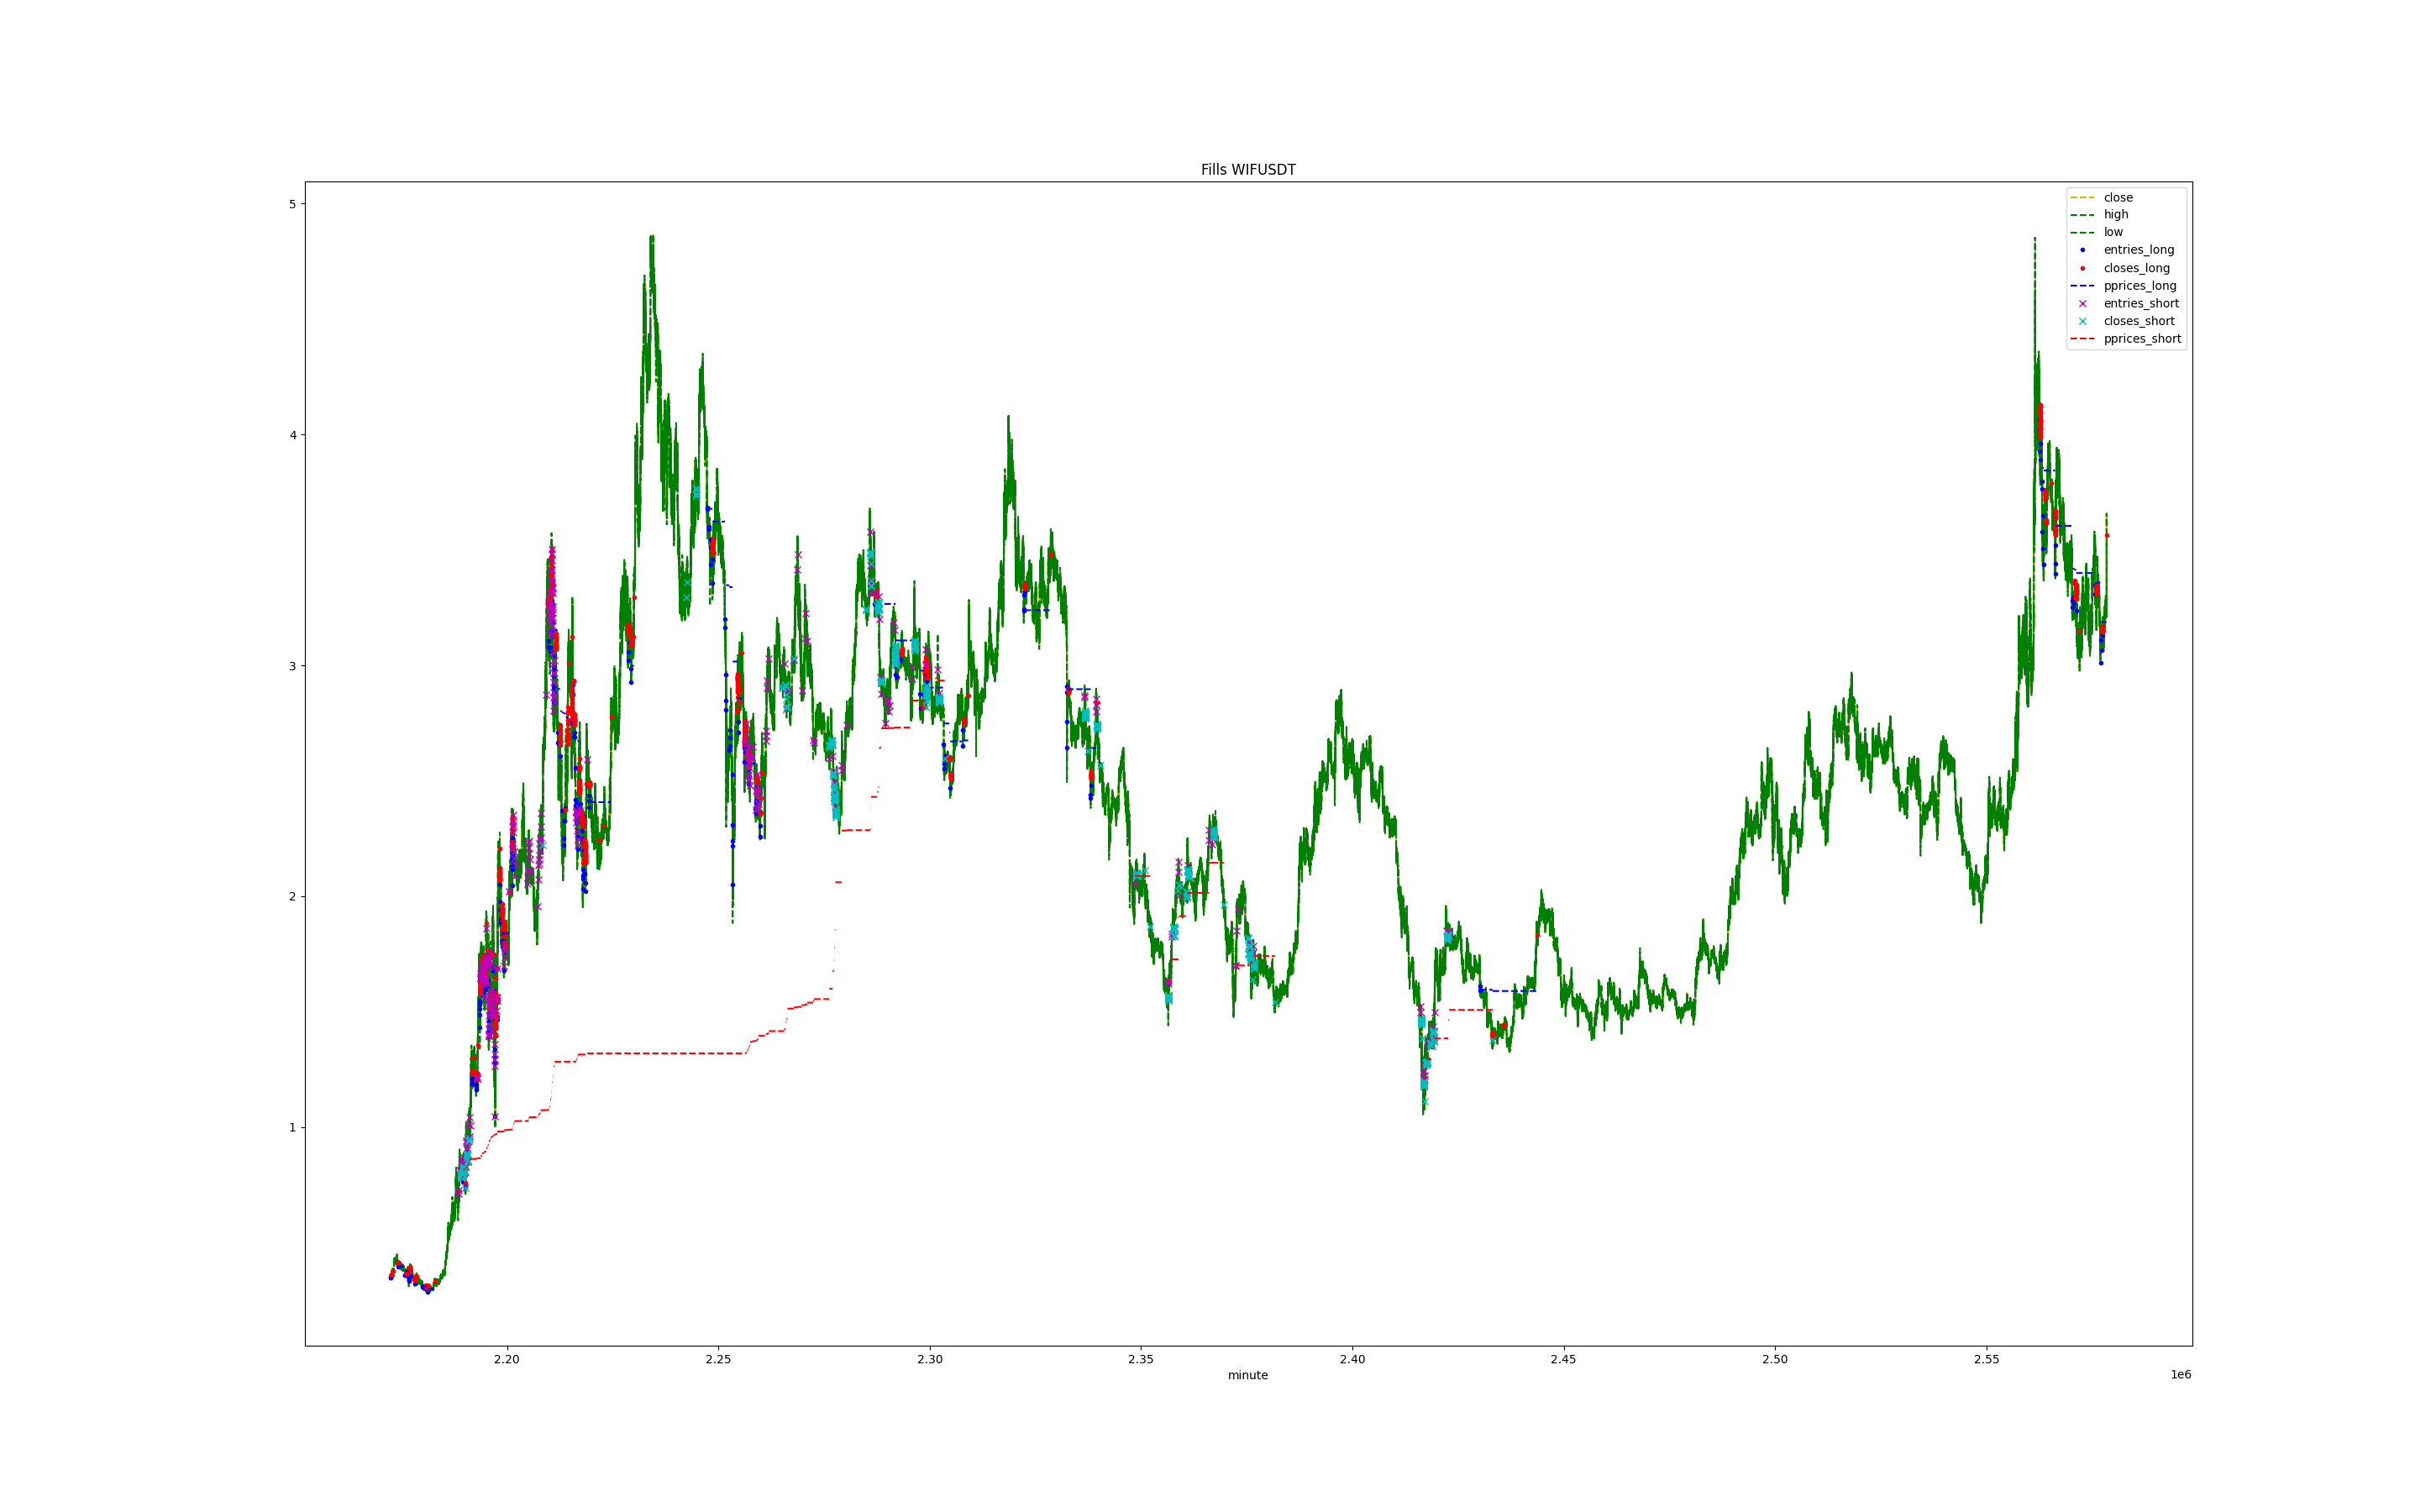 Fills WIFUSDT
5
4
3
2
1
close
high
low
entries_long
closes_long
pprices_long
entries_short
closes_short
pprices_short
2.20 2.25 2.30 2.35 2.40 2.45 2.50 2.55
minute
1e6